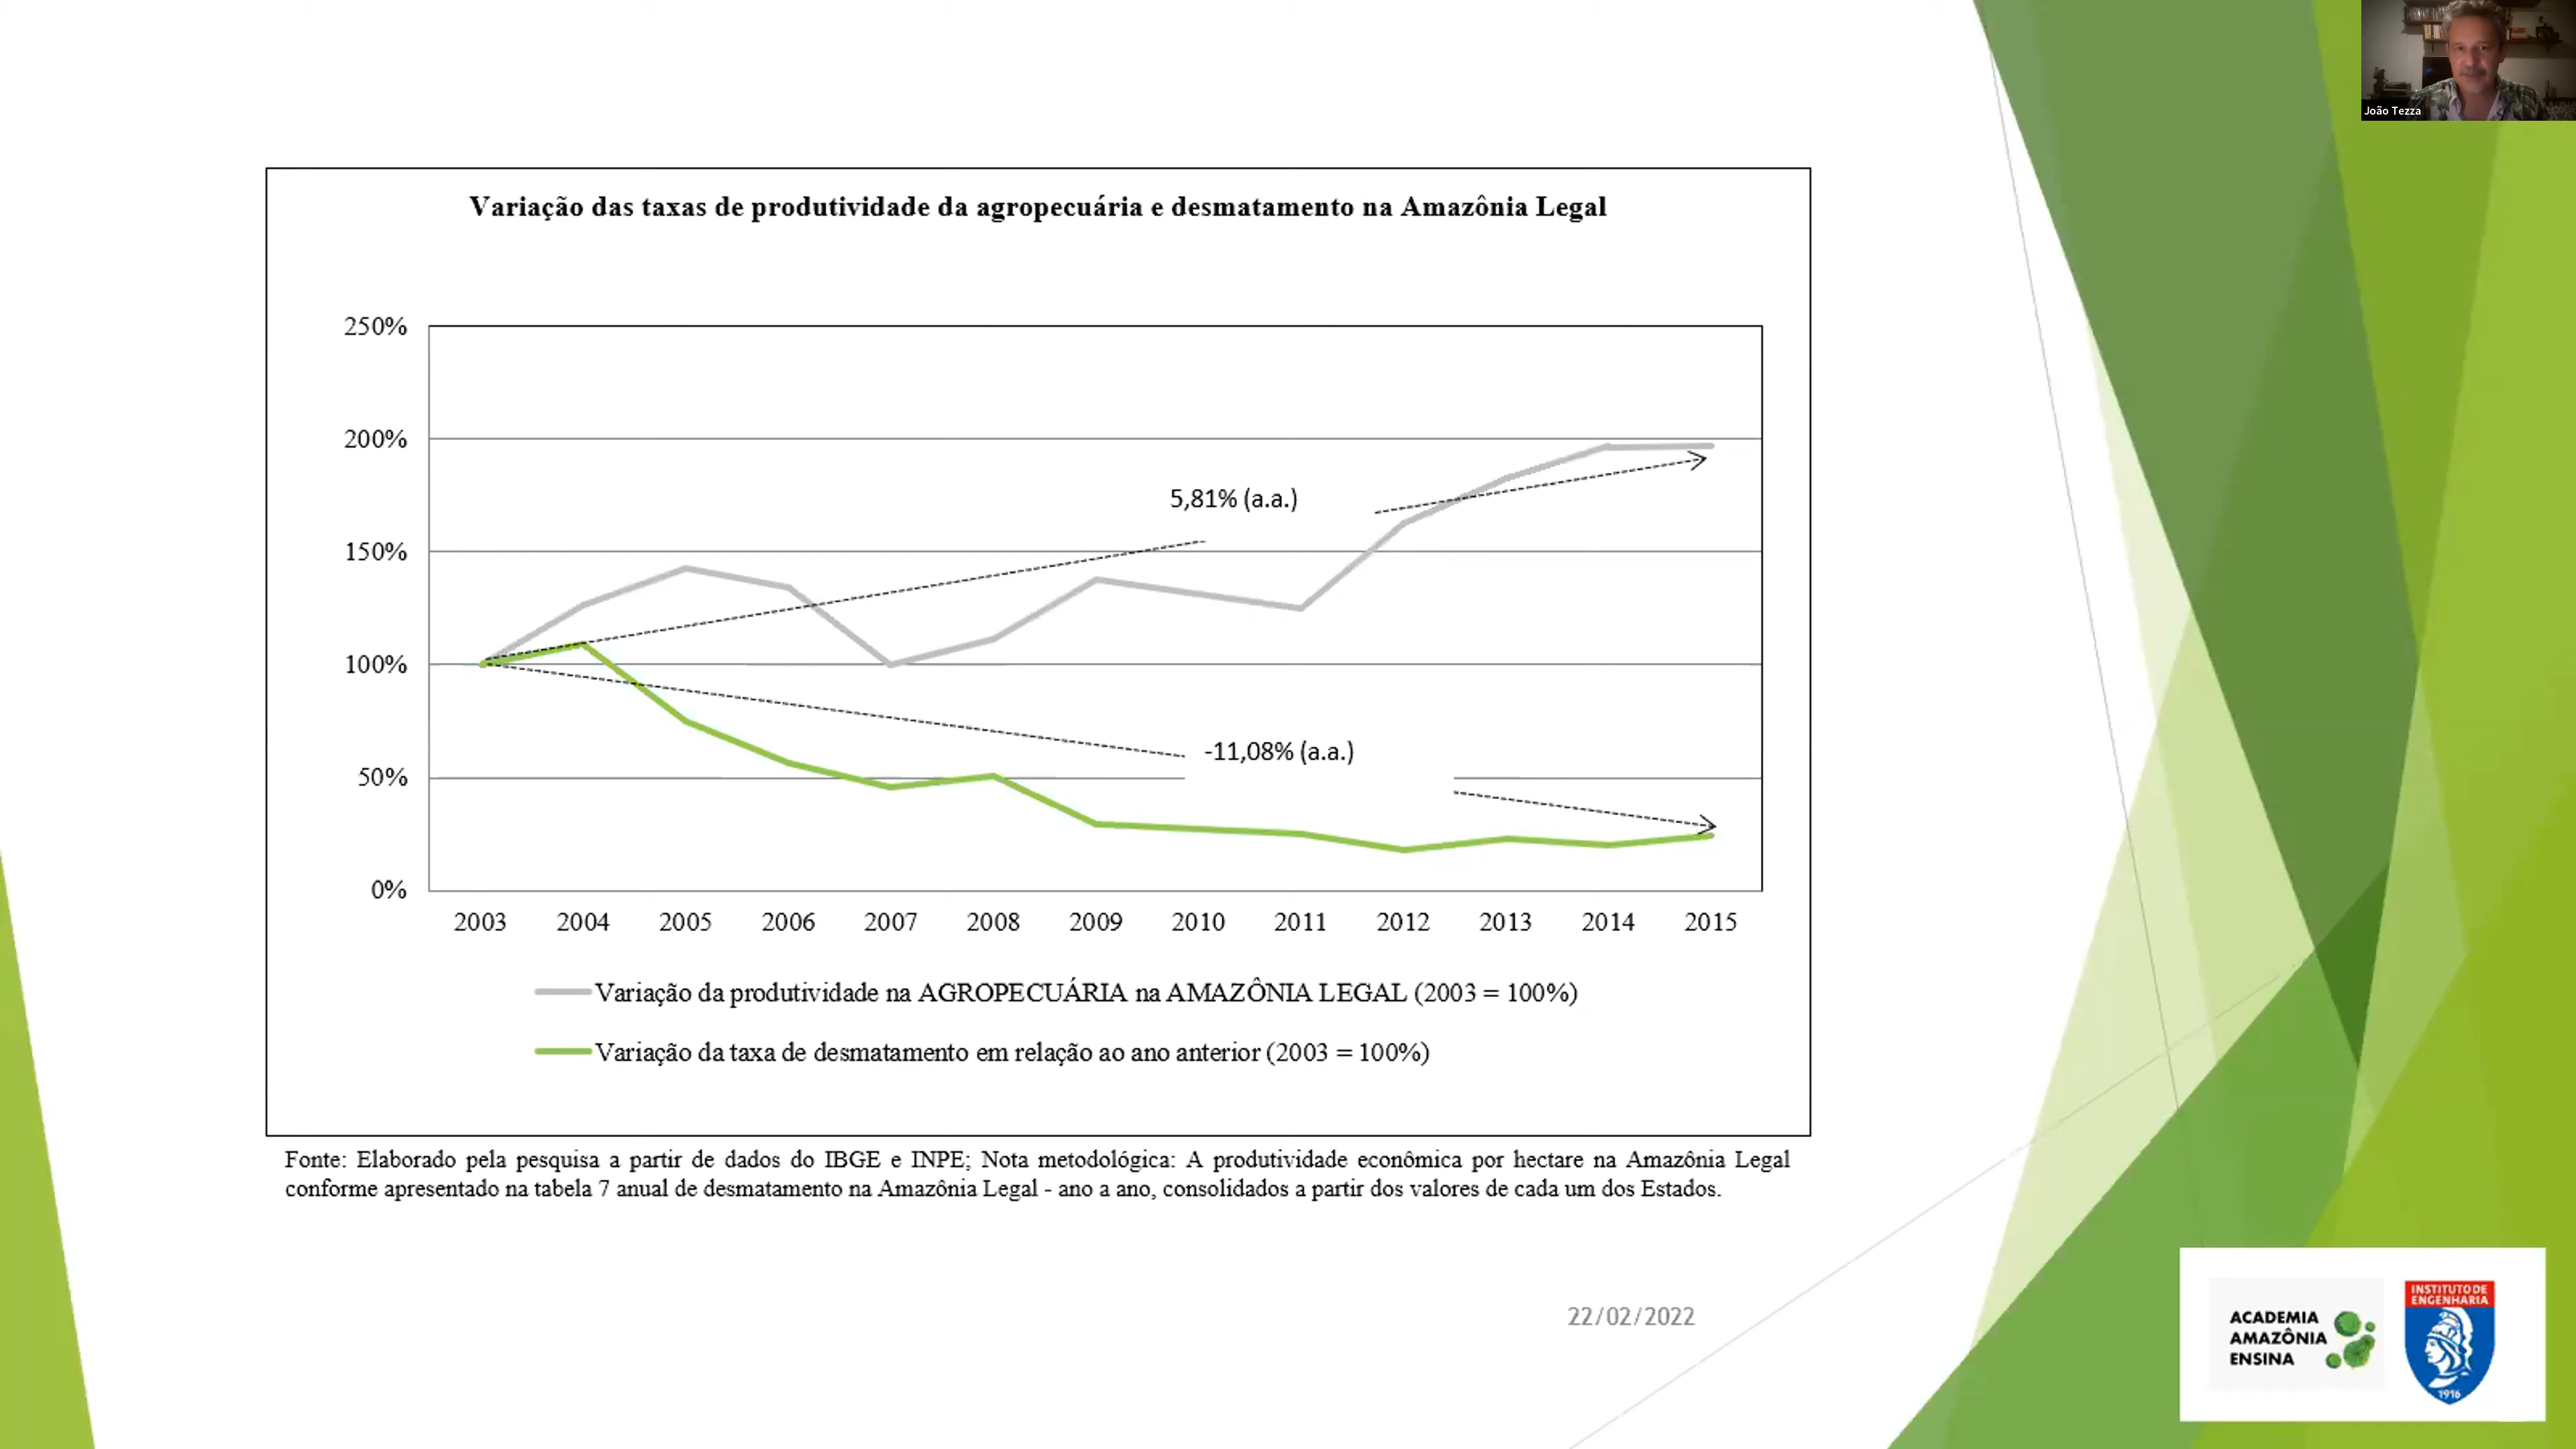 João Tezza
Variação das taxas de produtividade da agropecuária e desmatamento na Amazônia Legal
250%
200%
150%
100%
50%
0%
5,81% (a.a.)
-11,08% (a.a.)
2003 2004 2005 2006 2007 2008 2009 2010 2011 2012 2013 2014 2015
Variação da produtividade na AGROPECUÁRIA na AMAZÔNIA LEGAL (2003 = 100%)
Variação da taxa de desmatamento em relação ao ano anterior (2003 = 100%)
Fonte: Elaborado pela pesquisa a partir de dados do IBGE e INPE; Nota metodológica: A produtividade econômica por hectare na Amazônia Legal
conforme apresentado na tabela 7 anual de desmatamento na Amazônia Legal - ano a ano, consolidados a partir dos valores de cada um dos Estados.
22/02/2022
ACADEMIA
AMAZÔNIA
ENSINA
INSTITUTO DE
ENGENHARIA
1916